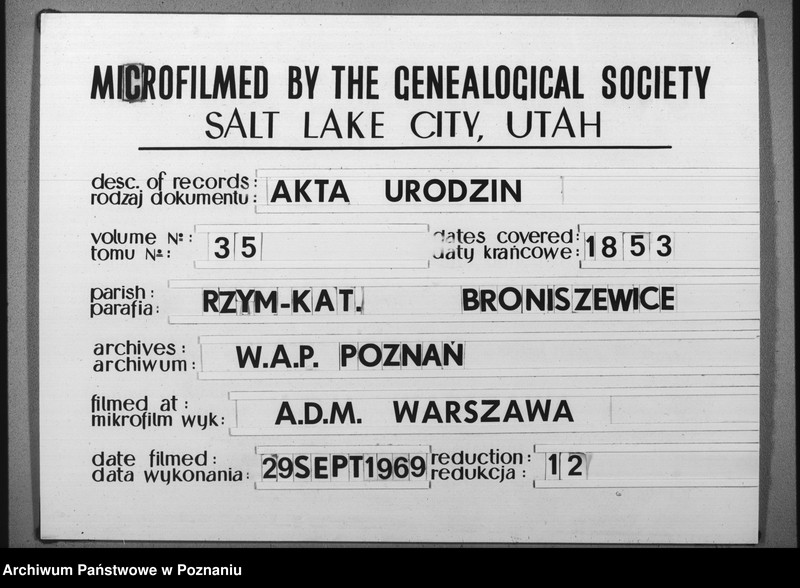 MICROFILMED BY THE GENEALOGICAL SOCIETY
SALT LAKE CITY, UTAH
desc. of records:
rodzaj dokumentu: AKTA URODZIN
volume №:
tomu №: 35
dates covered:
daty krańcowe: 1853
parish:
parafia: RZYM-KAT. BRONISZEWICE
archives:
archiwum: W.A.P. POZNAŃ
filmed at:
mikrofilm wyk: A.D.M. WARSZAWA
date filmed:
data wykonania: 29SEPT1969
reduction:
redukcja: 12
Archiwum Państwowe w Poznaniu